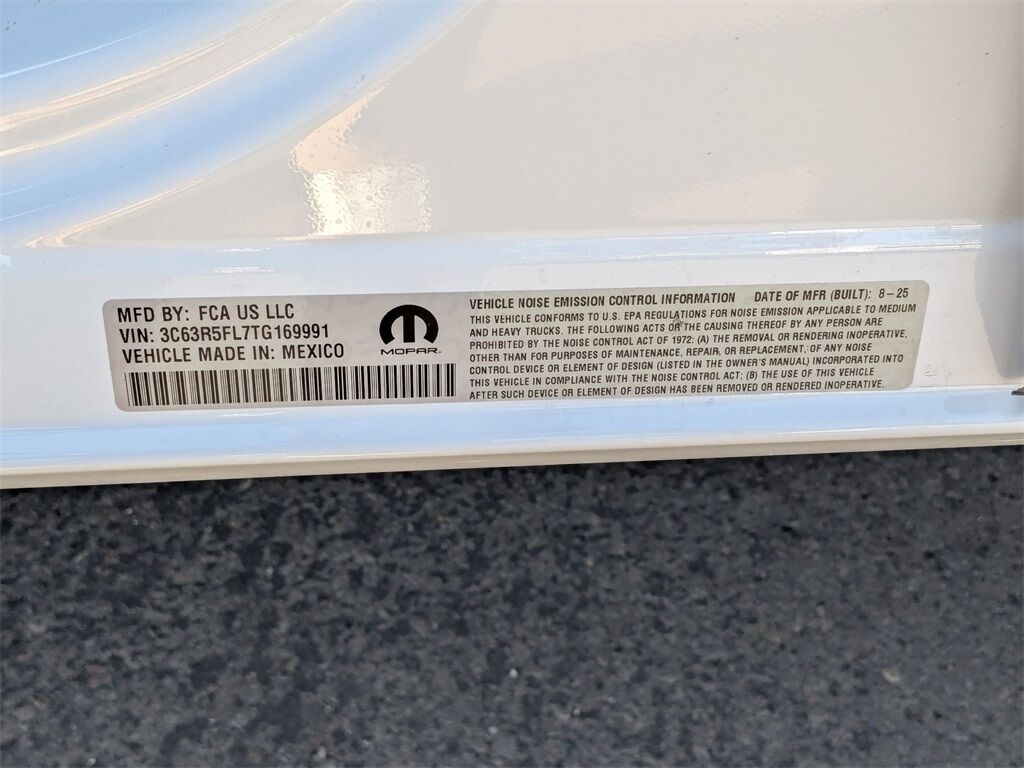 MFD BY: FCA US LLC
VIN: 3C63R5FL7TG169991
VEHICLE MADE IN: MEXICO
MOPAR
VEHICLE NOISE EMISSION CONTROL INFORMATION DATE OF MFR (BUILT): 8-25
THIS VEHICLE CONFORMS TO U.S. EPA REGULATIONS FOR NOISE EMISSION APPLICABLE TO MEDIUM
AND HEAVY TRUCKS. THE FOLLOWING ACTS OR THE CAUSING THEREOF BY ANY PERSON ARE
PROHIBITED BY THE NOISE CONTROL ACT OF 1972: (A) THE REMOVAL OR RENDERING INOPERATIVE,
OTHER THAN FOR PURPOSES OF MAINTENANCE, REPAIR, OR REPLACEMENT, OF ANY NOISE
CONTROL DEVICE OR ELEMENT OF DESIGN (LISTED IN THE OWNER'S MANUAL) INCORPORATED INTO
THIS VEHICLE IN COMPLIANCE WITH THE NOISE CONTROL ACT; (B) THE USE OF THIS VEHICLE
AFTER SUCH DEVICE OR ELEMENT OF DESIGN HAS BEEN REMOVED OR RENDERED INOPERATIVE.